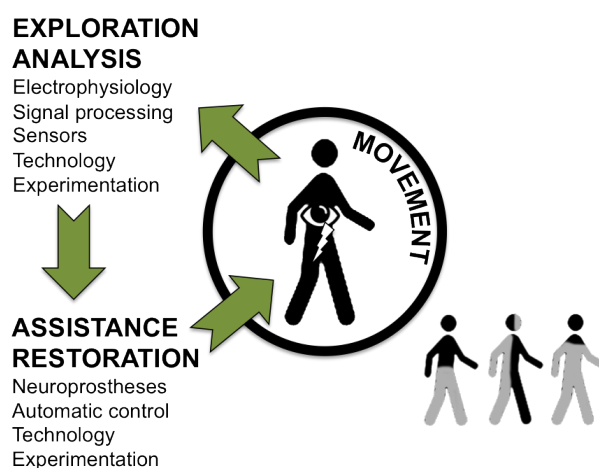 EXPLORATION
ANALYSIS
Electrophysiology
Signal processing
Sensors
Technology
Experimentation
MOVEMENT
ASSISTANCE
RESTORATION
Neuroprostheses
Automatic control
Technology
Experimentation